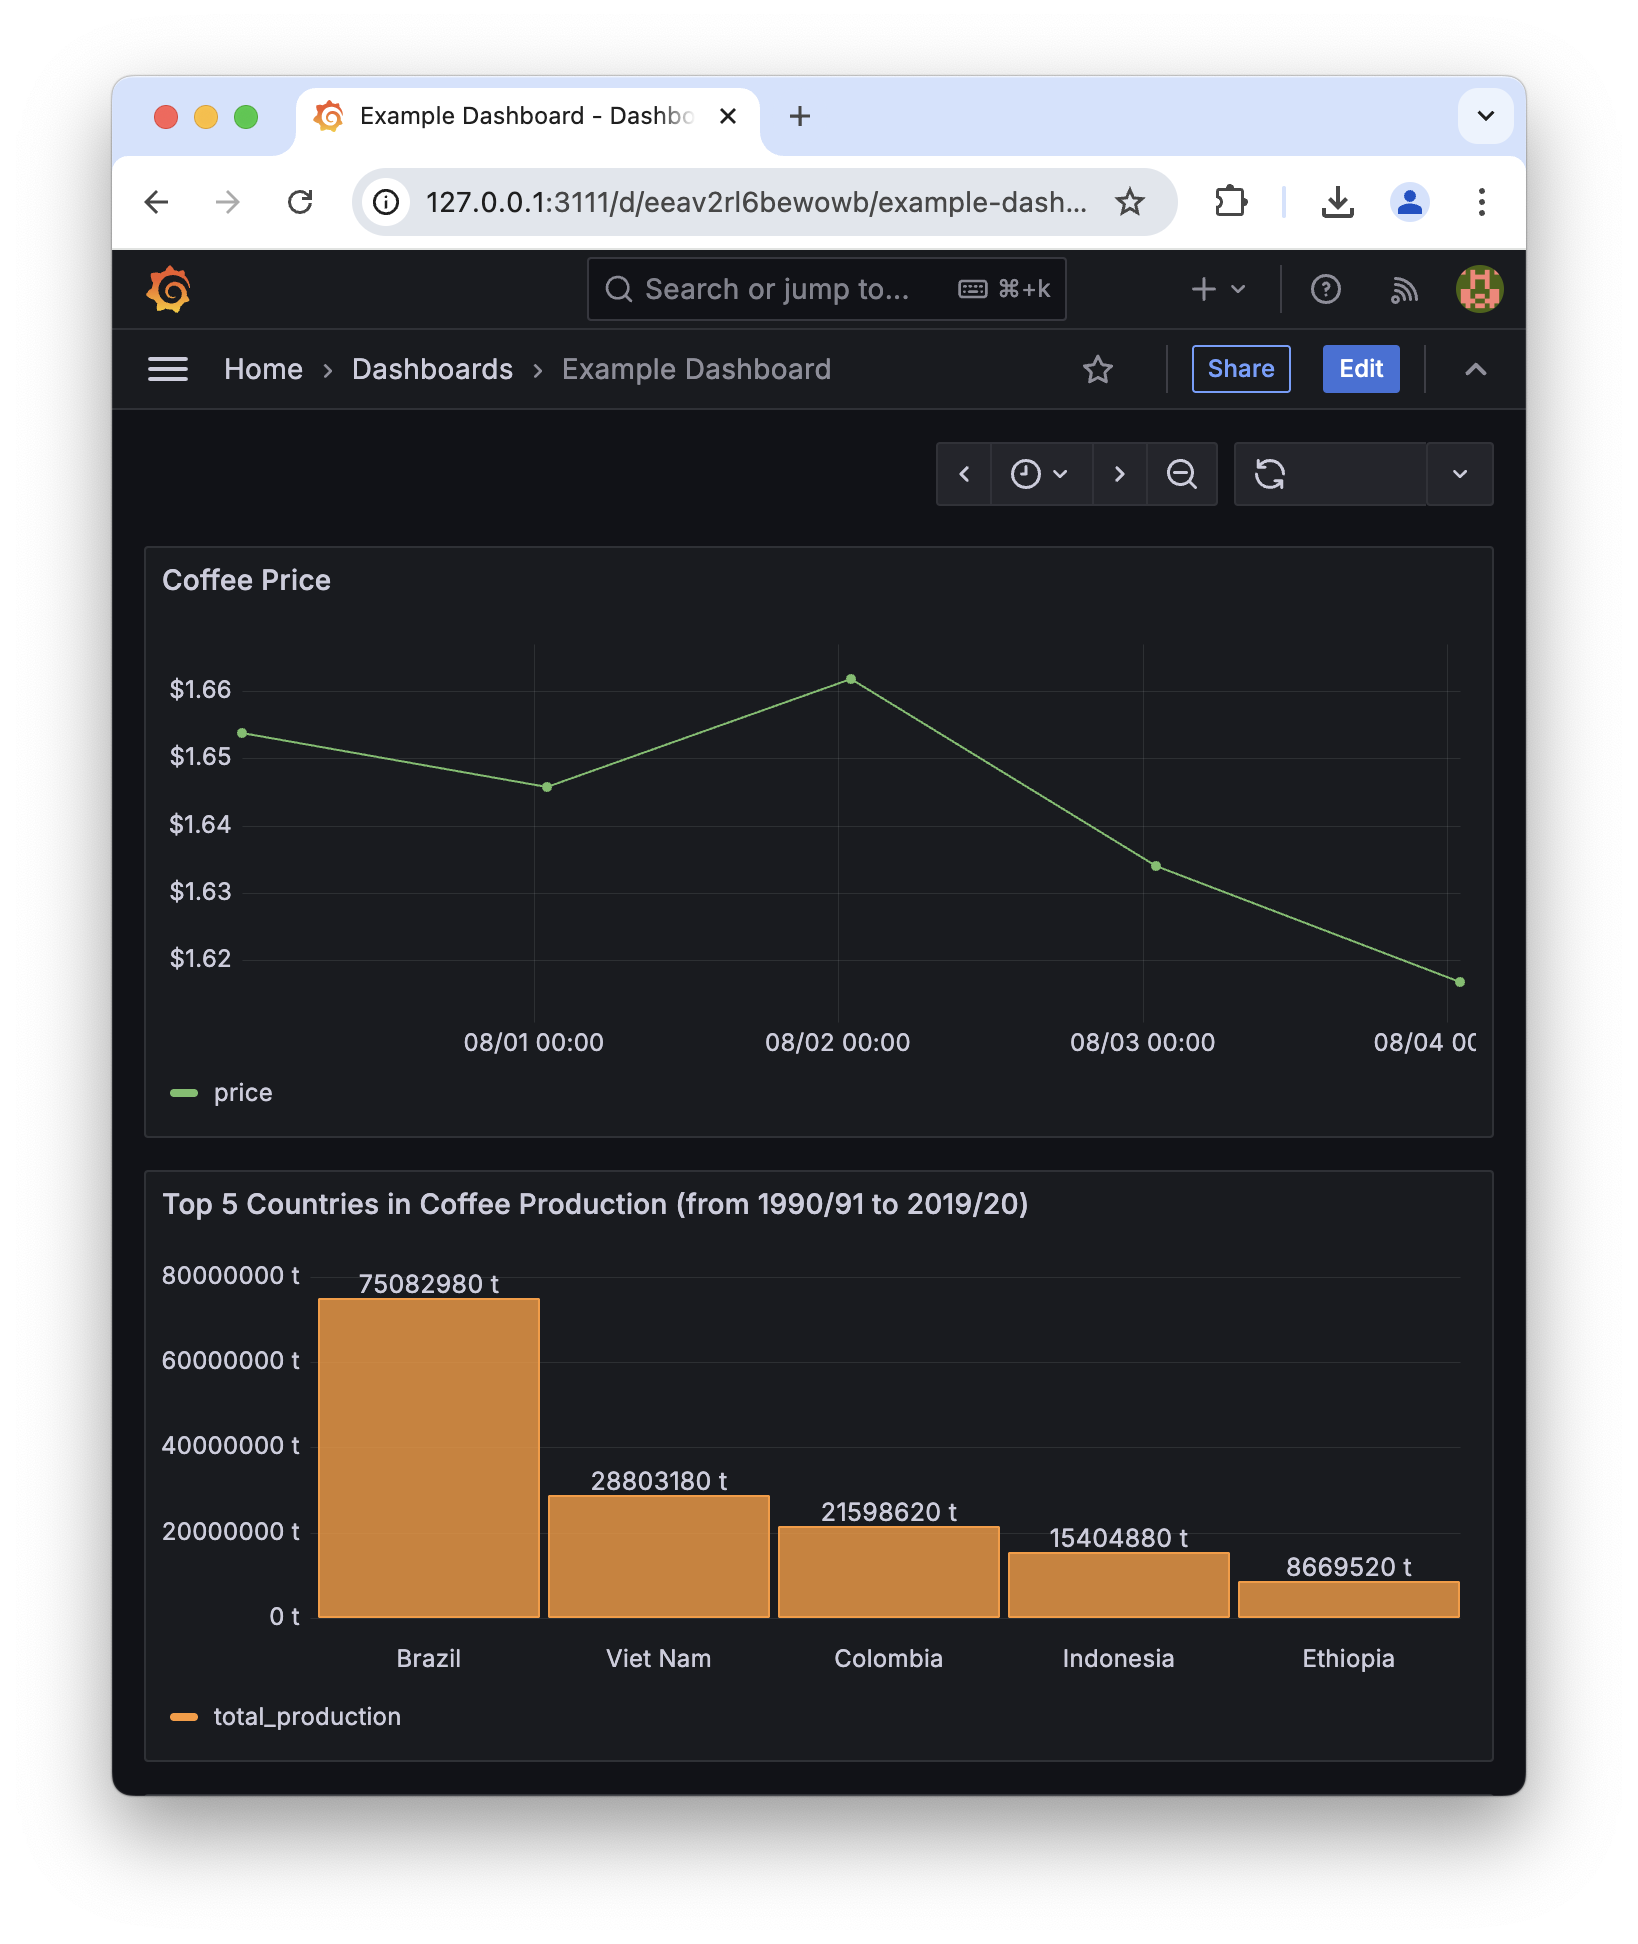 Example Dashboard - Dashbo
127.0.0.1:3111/d/eeav2rl6bewowb/example-dash...
Search or jump to... ⌘+k
Home › Dashboards › Example Dashboard Share Edit
Coffee Price
$1.66
$1.65
$1.64
$1.63
$1.62
08/01 00:00 08/02 00:00 08/03 00:00 08/04 00
price
Top 5 Countries in Coffee Production (from 1990/91 to 2019/20)
80000000 t
75082980 t
60000000 t
40000000 t
28803180 t
21598620 t
20000000 t
15404880 t
8669520 t
0 t
Brazil Viet Nam Colombia Indonesia Ethiopia
total_production